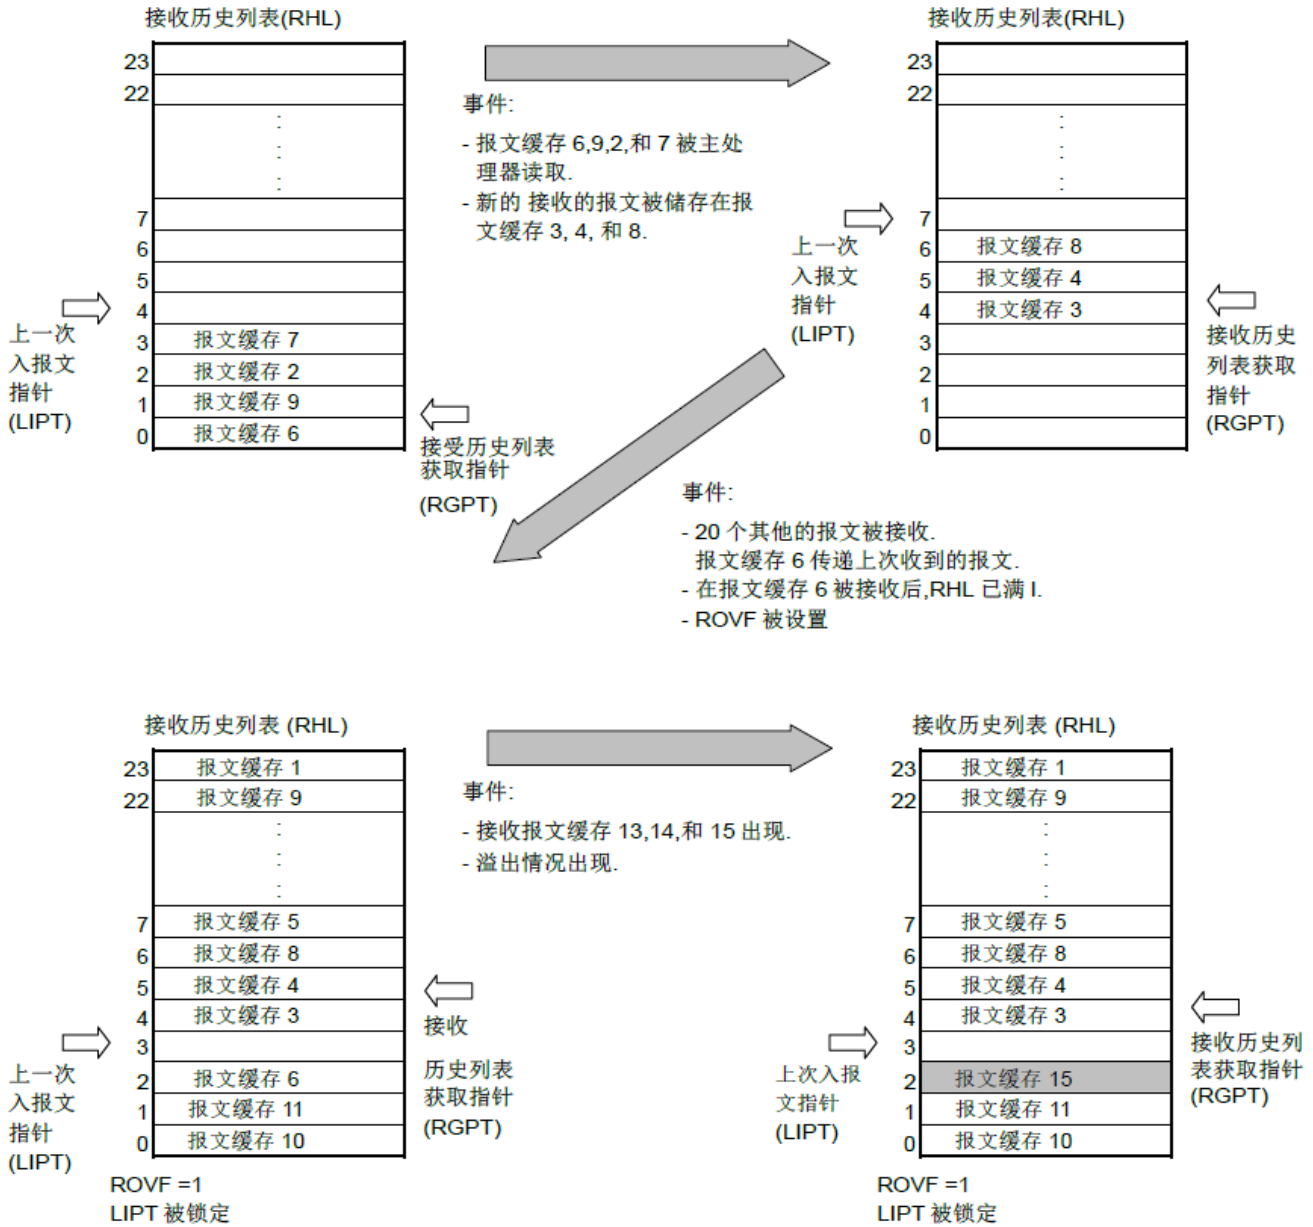 接收历史列表(RHL)
23
22
:
:
:
7
6
5
4
3 报文缓存 7
2 报文缓存 2
1 报文缓存 9
0 报文缓存 6
上一次
入报文
指针
(LIPT)
接受历史列表
获取指针
(RGPT)
事件:
- 报文缓存 6,9,2,和 7 被主处
理器读取.
- 新的 接收的报文被储存在报
文缓存 3, 4, 和 8.
接收历史列表(RHL)
23
22
:
:
:
7
6 报文缓存 8
5 报文缓存 4
4 报文缓存 3
3
2
1
0
上一次
入报文
指针
(LIPT)
接收历史
列表获取
指针
(RGPT)
事件:
- 20 个其他的报文被接收.
报文缓存 6 传递上次收到的报文.
- 在报文缓存 6 被接收后,RHL 已满 I.
- ROVF 被设置
接收历史列表 (RHL)
23 报文缓存 1
22 报文缓存 9
:
:
:
7 报文缓存 5
6 报文缓存 8
5 报文缓存 4
4 报文缓存 3
3
2 报文缓存 6
1 报文缓存 11
0 报文缓存 10
上一次
入报文
指针
(LIPT)
接收
历史列表
获取指针
(RGPT)
ROVF =1
LIPT 被锁定
事件:
- 接收报文缓存 13,14,和 15 出现.
- 溢出情况出现.
接收历史列表 (RHL)
23 报文缓存 1
22 报文缓存 9
:
:
:
7 报文缓存 5
6 报文缓存 8
5 报文缓存 4
4 报文缓存 3
3
2 报文缓存 15
1 报文缓存 11
0 报文缓存 10
上次入报
文指针
(LIPT)
接收历史列
表获取指针
(RGPT)
ROVF =1
LIPT 被锁定